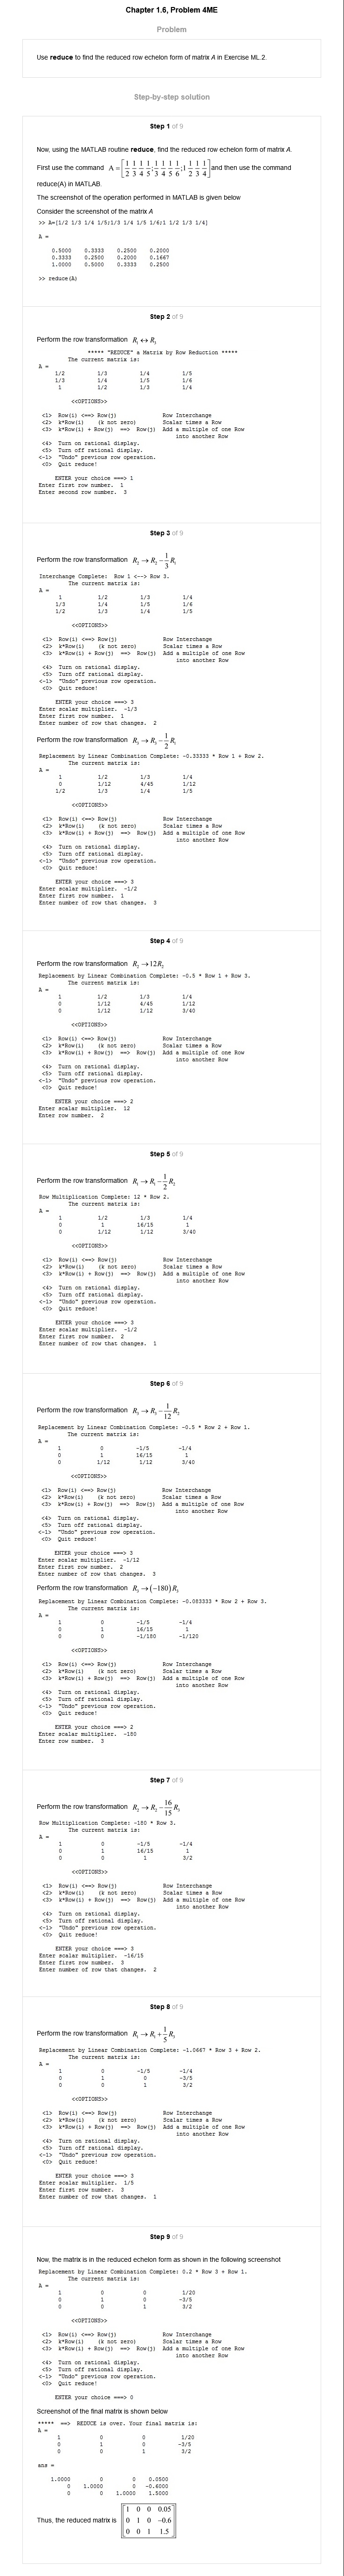 Chapter 1.6, Problem 4ME
Problem
Use reduce to find the reduced row echelon form of matrix A in Exercise ML.2.
Step-by-step solution
Step 1 of 9
Now, using the MATLAB routine reduce, find the reduced row echelon form of matrix A.
First use the command A = [1/2 1/3 1/4 1/5; 1/3 1/4 1/5 1/6; 1 1/2 1/3 1/4] and then use the command
reduce(A) in MATLAB.
The screenshot of the operation performed in MATLAB is given below
Consider the screenshot of the matrix A
>> A=[1/2 1/3 1/4 1/5;1/3 1/4 1/5 1/6;1 1/2 1/3 1/4]
A =
0.5000 0.3333 0.2500 0.2000
0.3333 0.2500 0.2000 0.1667
1.0000 0.5000 0.3333 0.2500
>> reduce(A)
Step 2 of 9
Perform the row transformation R₁ ↔ R₃
***** "REDUCE" a Matrix by Row Reduction *****
The current matrix is:
A =
1/2 1/3 1/4 1/5
1/3 1/4 1/5 1/6
1 1/2 1/3 1/4
<<OPTIONS>>
<1> Row(i) <==> Row(j) Row Interchange
<2> k*Row(i) (k not zero) Scalar times a Row
<3> k*Row(i) + Row(j) ==> Row(j) Add a multiple of one Row
into another Row
<4> Turn on rational display.
<5> Turn off rational display.
<-1> "Undo" previous row operation.
<0> Quit reduce!
ENTER your choice ===> 1
Enter first row number. 1
Enter second row number. 3
Step 3 of 9
Perform the row transformation R₂ → R₂ − 1/3 R₁
Interchange Complete: Row 1 <--> Row 3.
The current matrix is:
A =
1 1/2 1/3 1/4
1/3 1/4 1/5 1/6
1/2 1/3 1/4 1/5
<<OPTIONS>>
<1> Row(i) <==> Row(j) Row Interchange
<2> k*Row(i) (k not zero) Scalar times a Row
<3> k*Row(i) + Row(j) ==> Row(j) Add a multiple of one Row
into another Row
<4> Turn on rational display.
<5> Turn off rational display.
<-1> "Undo" previous row operation.
<0> Quit reduce!
ENTER your choice ===> 3
Enter scalar multiplier. -1/3
Enter first row number. 1
Enter number of row that changes. 2
Perform the row transformation R₃ → R₃ − 1/2 R₁
Replacement by Linear Combination Complete: -0.33333 * Row 1 + Row 2.
The current matrix is:
A =
1 1/2 1/3 1/4
0 1/12 4/45 1/12
1/2 1/3 1/4 1/5
<<OPTIONS>>
<1> Row(i) <==> Row(j) Row Interchange
<2> k*Row(i) (k not zero) Scalar times a Row
<3> k*Row(i) + Row(j) ==> Row(j) Add a multiple of one Row
into another Row
<4> Turn on rational display.
<5> Turn off rational display.
<-1> "Undo" previous row operation.
<0> Quit reduce!
ENTER your choice ===> 3
Enter scalar multiplier. -1/2
Enter first row number. 1
Enter number of row that changes. 3
Step 4 of 9
Perform the row transformation R₂ → 12R₂
Replacement by Linear Combination Complete: -0.5 * Row 1 + Row 3.
The current matrix is:
A =
1 1/2 1/3 1/4
0 1/12 4/45 1/12
0 1/12 1/12 3/40
<<OPTIONS>>
<1> Row(i) <==> Row(j) Row Interchange
<2> k*Row(i) (k not zero) Scalar times a Row
<3> k*Row(i) + Row(j) ==> Row(j) Add a multiple of one Row
into another Row
<4> Turn on rational display.
<5> Turn off rational display.
<-1> "Undo" previous row operation.
<0> Quit reduce!
ENTER your choice ===> 2
Enter scalar multiplier. 12
Enter row number. 2
Step 5 of 9
Perform the row transformation R₁ → R₁ − 1/2 R₂
Row Multiplication Complete: 12 * Row 2.
The current matrix is:
A =
1 1/2 1/3 1/4
0 1 16/15 1
0 1/12 1/12 3/40
<<OPTIONS>>
<1> Row(i) <==> Row(j) Row Interchange
<2> k*Row(i) (k not zero) Scalar times a Row
<3> k*Row(i) + Row(j) ==> Row(j) Add a multiple of one Row
into another Row
<4> Turn on rational display.
<5> Turn off rational display.
<-1> "Undo" previous row operation.
<0> Quit reduce!
ENTER your choice ===> 3
Enter scalar multiplier. -1/2
Enter first row number. 2
Enter number of row that changes. 1
Step 6 of 9
Perform the row transformation R₃ → R₃ − 1/12 R₂
Replacement by Linear Combination Complete: -0.5 * Row 2 + Row 1.
The current matrix is:
A =
1 0 -1/5 -1/4
0 1 16/15 1
0 1/12 1/12 3/40
<<OPTIONS>>
<1> Row(i) <==> Row(j) Row Interchange
<2> k*Row(i) (k not zero) Scalar times a Row
<3> k*Row(i) + Row(j) ==> Row(j) Add a multiple of one Row
into another Row
<4> Turn on rational display.
<5> Turn off rational display.
<-1> "Undo" previous row operation.
<0> Quit reduce!
ENTER your choice ===> 3
Enter scalar multiplier. -1/12
Enter first row number. 2
Enter number of row that changes. 3
Perform the row transformation R₃ → (−180)R₃
Replacement by Linear Combination Complete: -0.083333 * Row 2 + Row 3.
The current matrix is:
A =
1 0 -1/5 -1/4
0 1 16/15 1
0 0 -1/180 -1/120
<<OPTIONS>>
<1> Row(i) <==> Row(j) Row Interchange
<2> k*Row(i) (k not zero) Scalar times a Row
<3> k*Row(i) + Row(j) ==> Row(j) Add a multiple of one Row
into another Row
<4> Turn on rational display.
<5> Turn off rational display.
<-1> "Undo" previous row operation.
<0> Quit reduce!
ENTER your choice ===> 2
Enter scalar multiplier. -180
Enter row number. 3
Step 7 of 9
Perform the row transformation R₂ → R₂ − 16/15 R₃
Row Multiplication Complete: -180 * Row 3.
The current matrix is:
A =
1 0 -1/5 -1/4
0 1 16/15 1
0 0 1 3/2
<<OPTIONS>>
<1> Row(i) <==> Row(j) Row Interchange
<2> k*Row(i) (k not zero) Scalar times a Row
<3> k*Row(i) + Row(j) ==> Row(j) Add a multiple of one Row
into another Row
<4> Turn on rational display.
<5> Turn off rational display.
<-1> "Undo" previous row operation.
<0> Quit reduce!
ENTER your choice ===> 3
Enter scalar multiplier. -16/15
Enter first row number. 3
Enter number of row that changes. 2
Step 8 of 9
Perform the row transformation R₁ → R₁ + 1/5 R₃
Replacement by Linear Combination Complete: -1.0667 * Row 3 + Row 2.
The current matrix is:
A =
1 0 -1/5 -1/4
0 1 0 -3/5
0 0 1 3/2
<<OPTIONS>>
<1> Row(i) <==> Row(j) Row Interchange
<2> k*Row(i) (k not zero) Scalar times a Row
<3> k*Row(i) + Row(j) ==> Row(j) Add a multiple of one Row
into another Row
<4> Turn on rational display.
<5> Turn off rational display.
<-1> "Undo" previous row operation.
<0> Quit reduce!
ENTER your choice ===> 3
Enter scalar multiplier. 1/5
Enter first row number. 3
Enter number of row that changes. 1
Step 9 of 9
Now, the matrix is in the reduced echelon form as shown in the following screenshot
Replacement by Linear Combination Complete: 0.2 * Row 3 + Row 1.
The current matrix is:
A =
1 0 0 1/20
0 1 0 -3/5
0 0 1 3/2
<<OPTIONS>>
<1> Row(i) <==> Row(j) Row Interchange
<2> k*Row(i) (k not zero) Scalar times a Row
<3> k*Row(i) + Row(j) ==> Row(j) Add a multiple of one Row
into another Row
<4> Turn on rational display.
<5> Turn off rational display.
<-1> "Undo" previous row operation.
<0> Quit reduce!
ENTER your choice ===> 0
Screenshot of the final matrix is shown below
***** ==> REDUCE is over. Your final matrix is:
A =
1 0 0 1/20
0 1 0 -3/5
0 0 1 3/2
ans =
1.0000 0 0 0.0500
0 1.0000 0 -0.6000
0 0 1.0000 1.5000
Thus, the reduced matrix is
1 0 0 0.05
0 1 0 −0.6
0 0 1 1.5